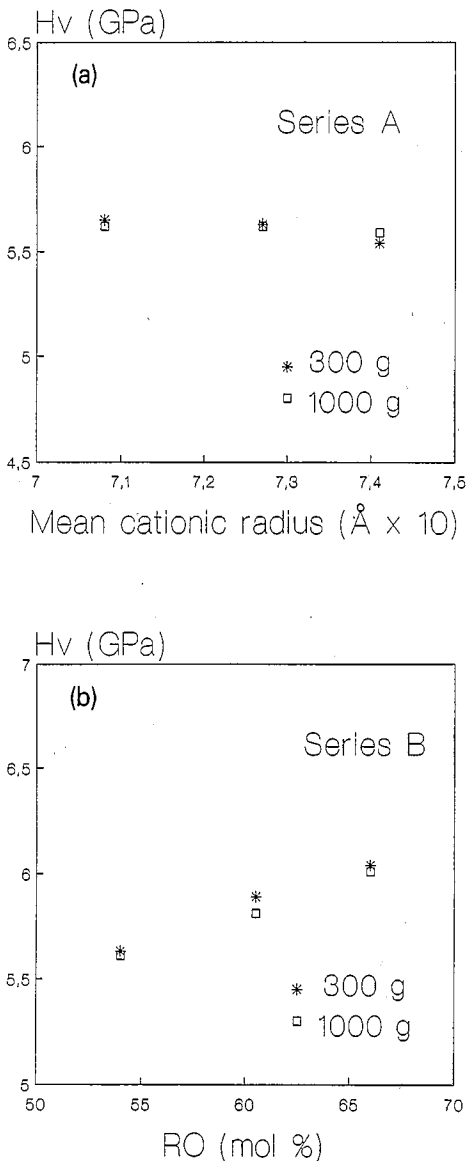 Hv (GPa)
6,5
(a)
Series A
6
5,5
5
300 g
1000 g
4,5
7
7,1
7,2
7,3
7,4
7,5
Mean cationic radius (Å x 10)
Hv (GPa)
7
(b)
Series B
6,5
6
5,5
300 g
1000 g
5
50
55
60
65
70
RO (mol %)